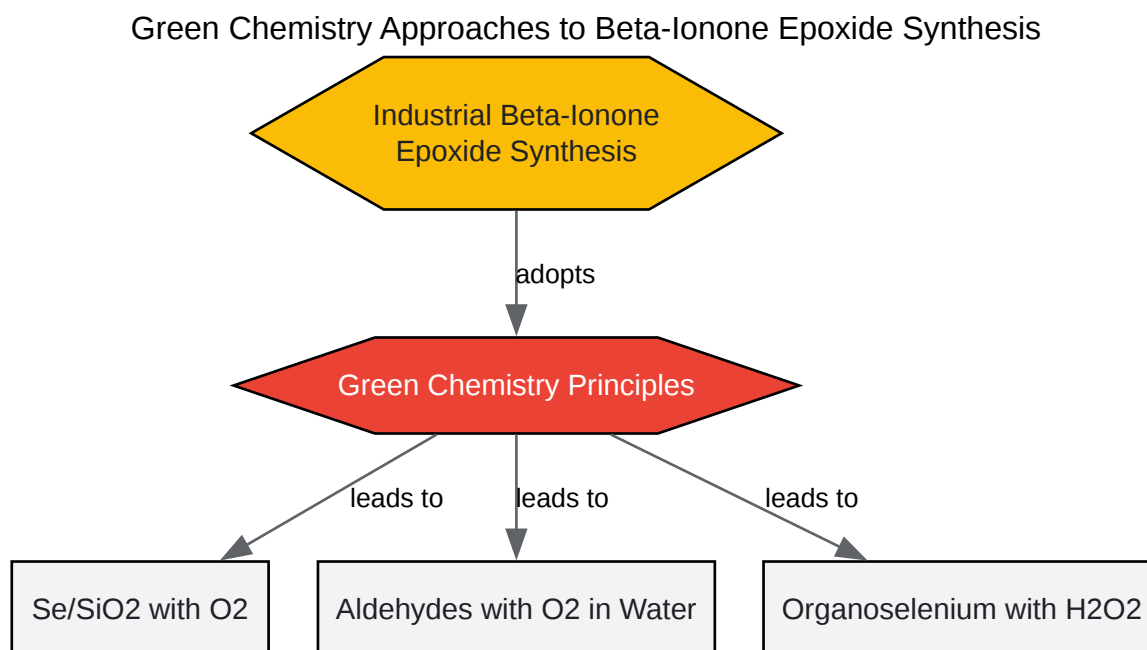 Green Chemistry Approaches to Beta-Ionone Epoxide Synthesis
Industrial Beta-Ionone
Epoxide Synthesis
adopts
Green Chemistry Principles
leads to
leads to
leads to
Se/SiO2 with O2
Aldehydes with O2 in Water
Organoselenium with H2O2